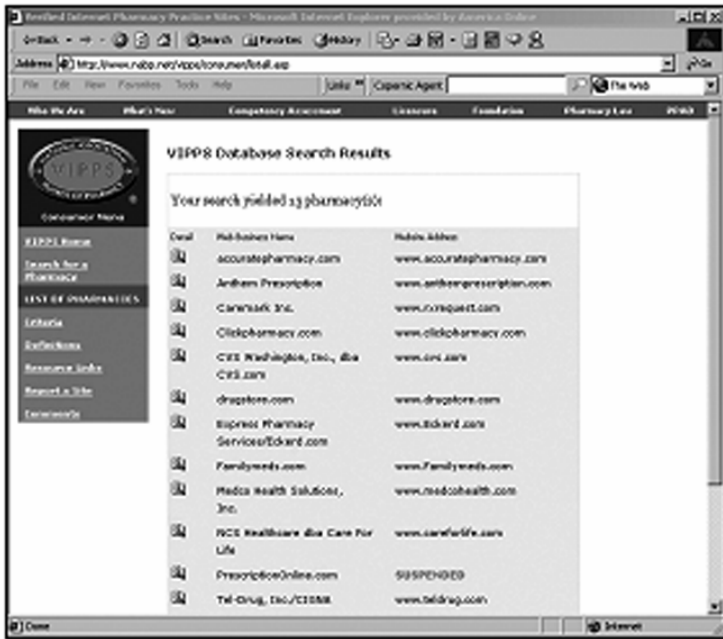 Verified Internet Pharmacy Practice Sites - Microsoft Internet Explorer provided by America Online
Back Search Favorites History
Address http://www.nabp.net/vipps/consumer/listall.asp Go
File Edit View Favorites Tools Help Links Copernic Agent The Web
Who We Are What's New Competency Assessment Licensure Foundation Pharmacy Law
VIPPS
Consumer Menu
VIPPS Home
Search for a
Pharmacy
LIST OF PHARMACIES
Criteria
Definitions
Resource Links
Report a Site
Comments
VIPPS Database Search Results
Your search yielded 13 pharmacy(s):
Detail Web Business Name Website Address
accuratepharmacy.com www.accuratepharmacy.com
Anthem Prescription www.anthemprescription.com
Caremark Inc. www.rxrequest.com
Clickpharmacy.com www.clickpharmacy.com
CVS Washington, Inc., dba www.cvs.com
CVS.com
drugstore.com www.drugstore.com
Express Pharmacy www.Eckerd.com
Services/Eckerd.com
Familymeds.com www.Familymeds.com
Medco Health Solutions, www.medcohealth.com
Inc.
NCS Healthcare dba Care For www.careforlife.com
Life
PrescriptionOnline.com SUSPENDED
Tel-Drug, Inc./CIGNA www.teldrug.com
Done Internet